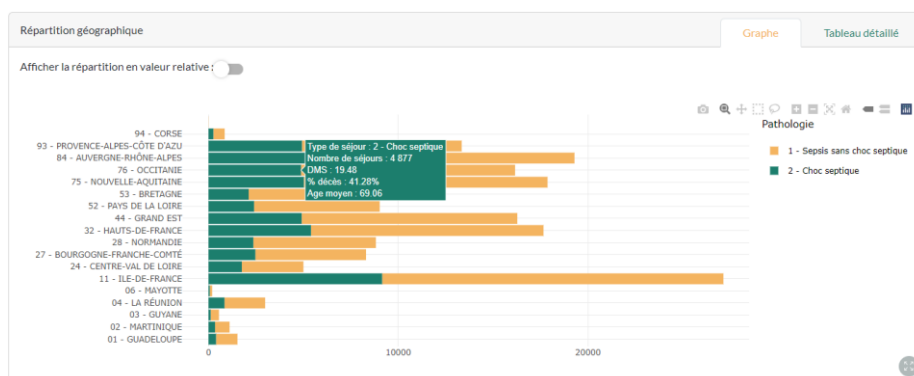 Répartition géographique
Graphe
Tableau détaillé
Afficher la répartition en valeur relative :
Pathologie
1 - Sepsis sans choc septique
2 - Choc septique
94 - CORSE
93 - PROVENCE-ALPES-CÔTE D'AZU
84 - AUVERGNE-RHÔNE-ALPES
76 - OCCITANIE
75 - NOUVELLE-AQUITAINE
53 - BRETAGNE
52 - PAYS DE LA LOIRE
44 - GRAND EST
32 - HAUTS-DE-FRANCE
28 - NORMANDIE
27 - BOURGOGNE-FRANCHE-COMTÉ
24 - CENTRE-VAL DE LOIRE
11 - ILE-DE-FRANCE
06 - MAYOTTE
04 - LA RÉUNION
03 - GUYANE
02 - MARTINIQUE
01 - GUADELOUPE
Type de séjour : 2 - Choc septique
Nombre de séjours : 4 877
DMS : 19.48
% décès : 41.28%
Age moyen : 69.06
0
10000
20000